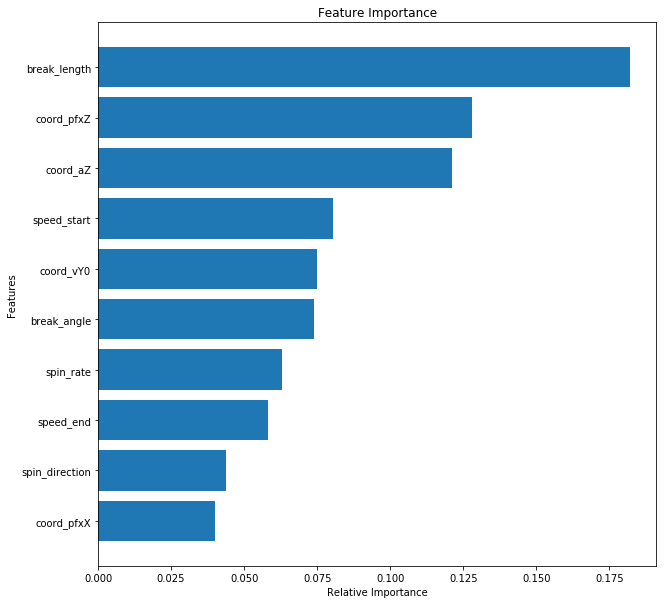 Feature Importance
Features
break_length
coord_pfxZ
coord_aZ
speed_start
coord_vY0
break_angle
spin_rate
speed_end
spin_direction
coord_pfxX
0.000 0.025 0.050 0.075 0.100 0.125 0.150 0.175
Relative Importance